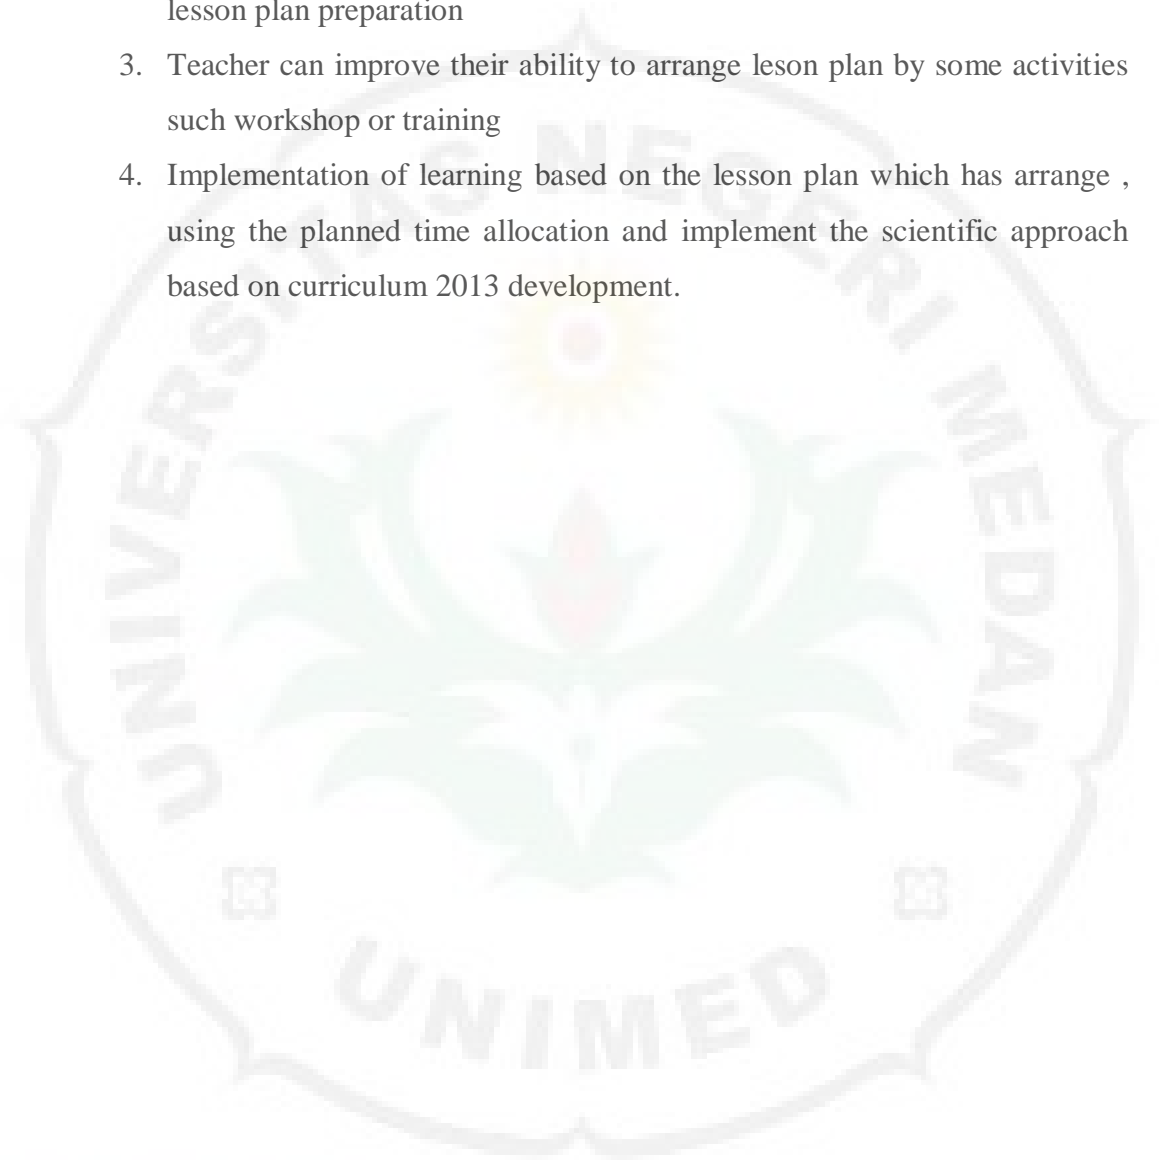 lesson plan preparation
3. Teacher can improve their ability to arrange leson plan by some activities
such workshop or training
4. Implementation of learning based on the lesson plan which has arrange ,
using the planned time allocation and implement the scientific approach
based on curriculum 2013 development.
UNIVERSITAS NEGERI MEDAN
UNIMED